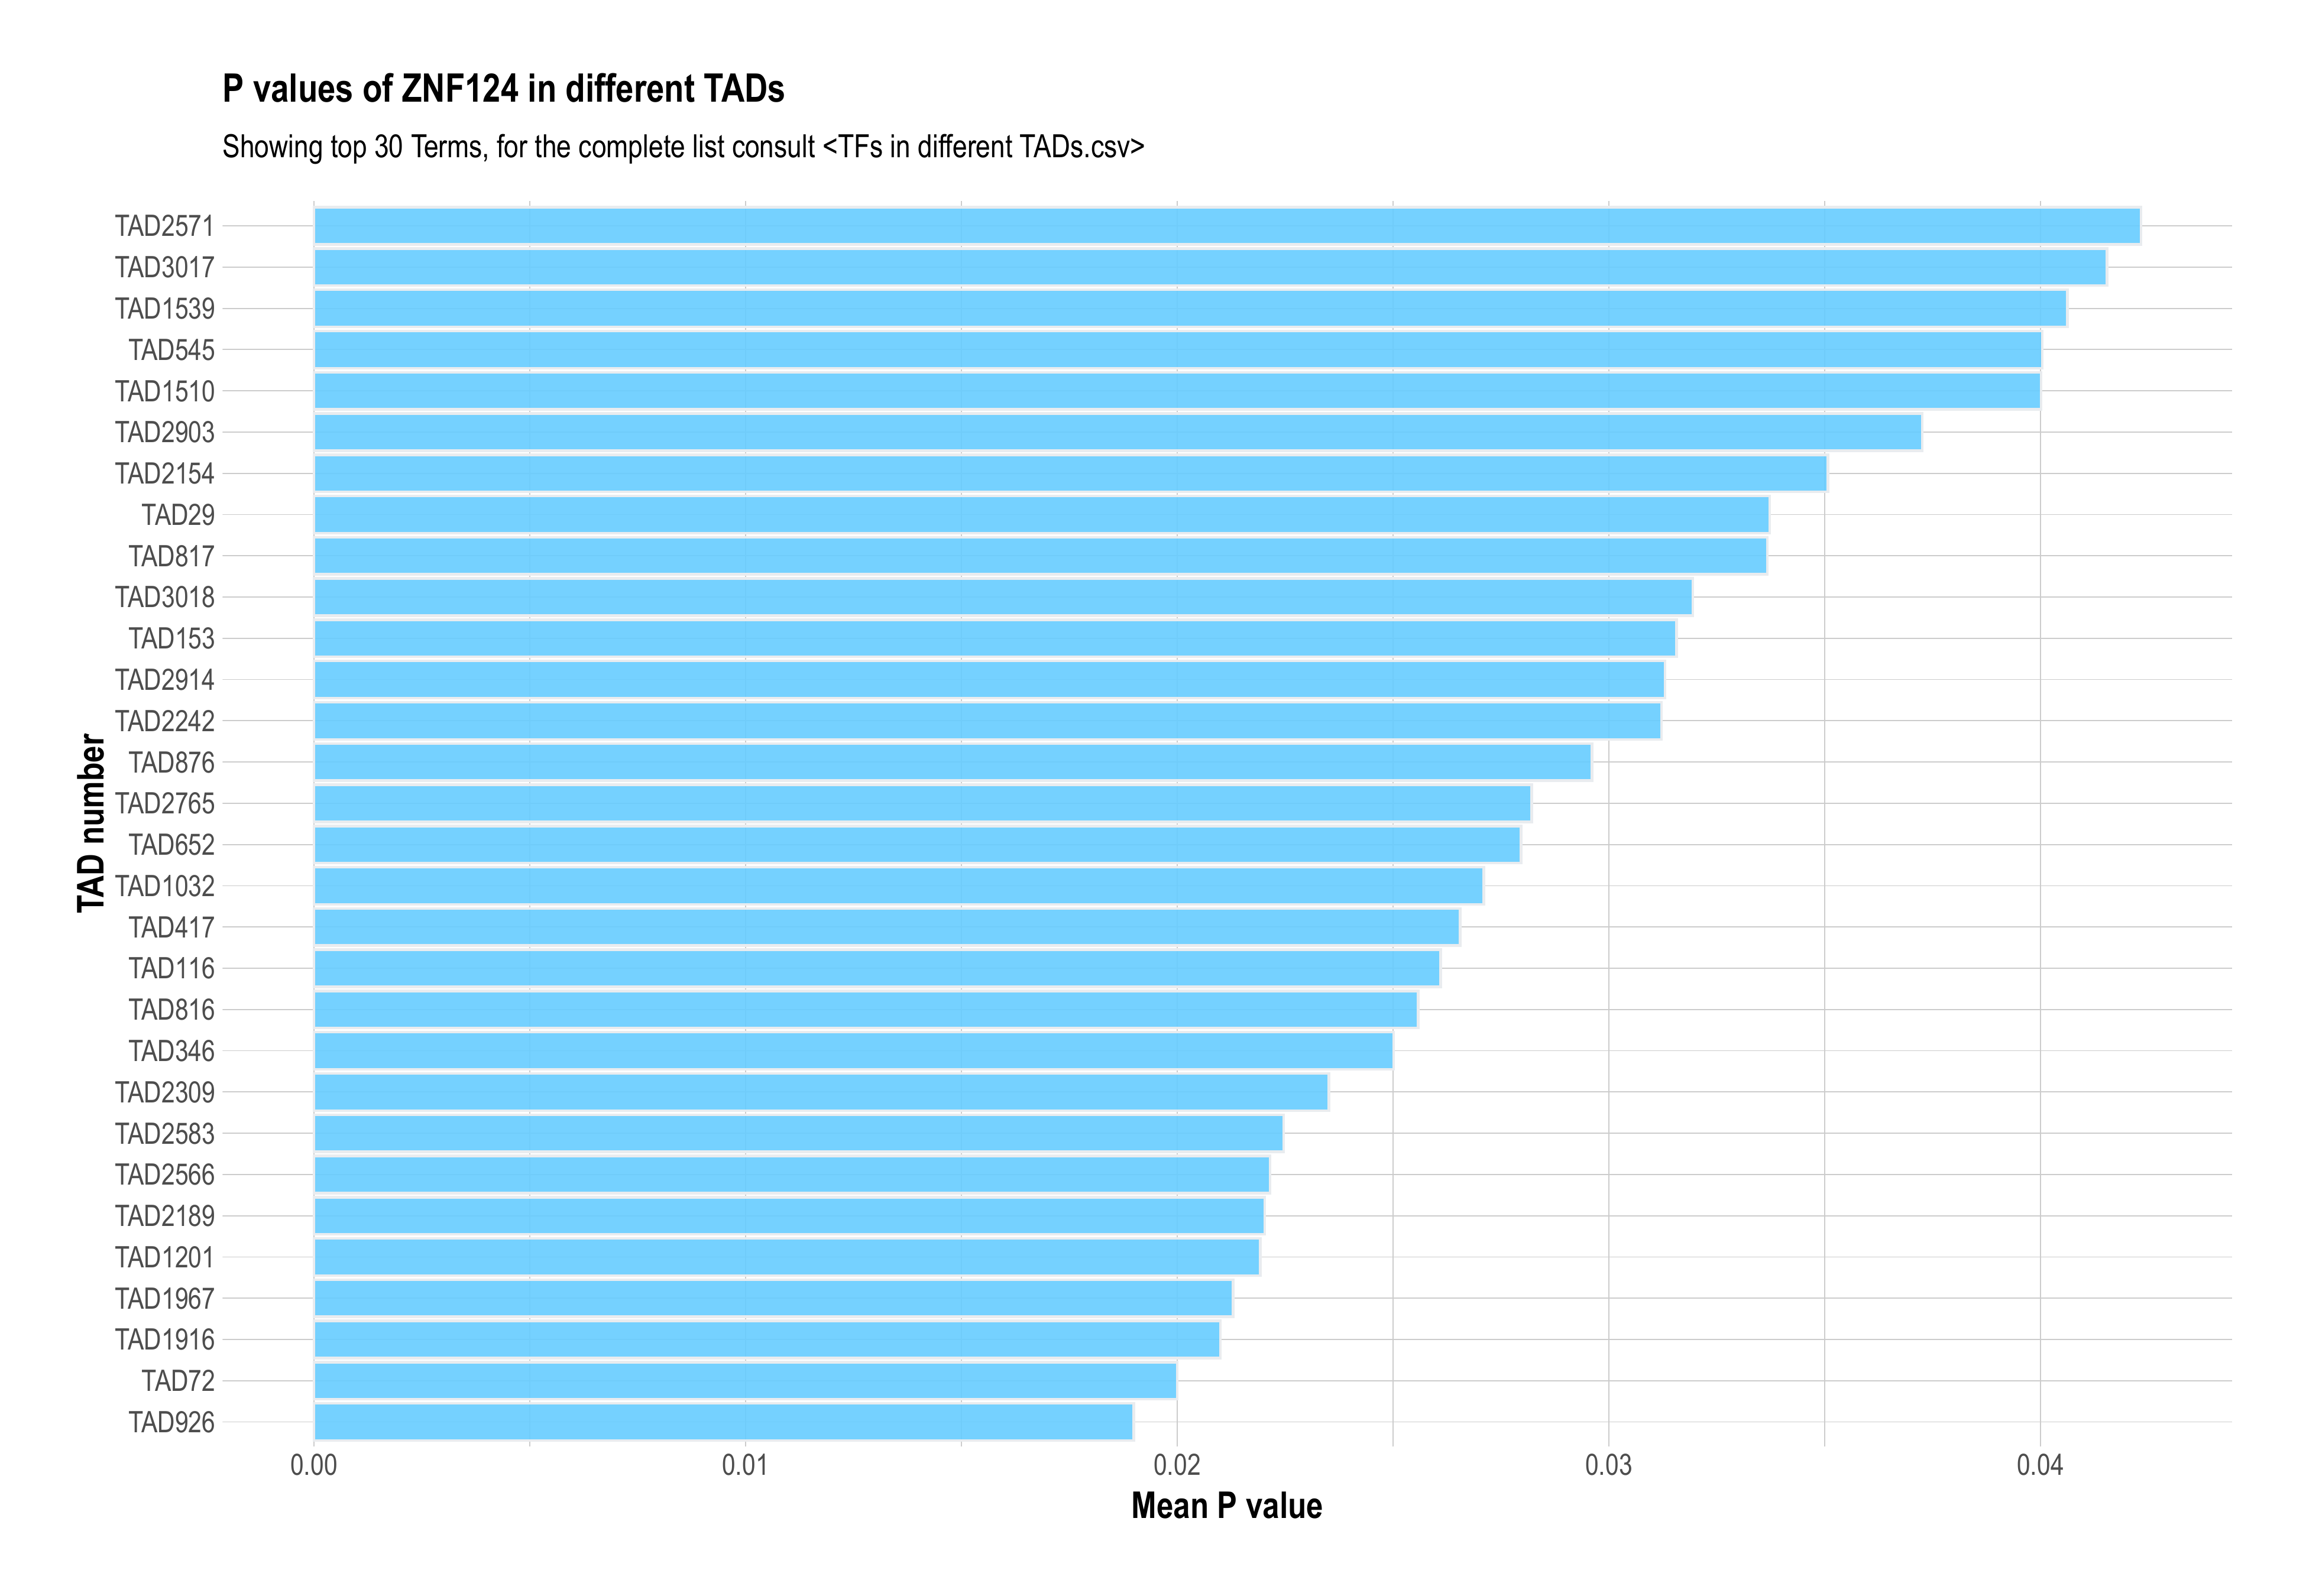 P values of ZNF124 in different TADs
Showing top 30 Terms, for the complete list consult <TFs in different TADs.csv>
TAD number
TAD2571
TAD3017
TAD1539
TAD545
TAD1510
TAD2903
TAD2154
TAD29
TAD817
TAD3018
TAD153
TAD2914
TAD2242
TAD876
TAD2765
TAD652
TAD1032
TAD417
TAD116
TAD816
TAD346
TAD2309
TAD2583
TAD2566
TAD2189
TAD1201
TAD1967
TAD1916
TAD72
TAD926
0.00 0.01 0.02 0.03 0.04
Mean P value